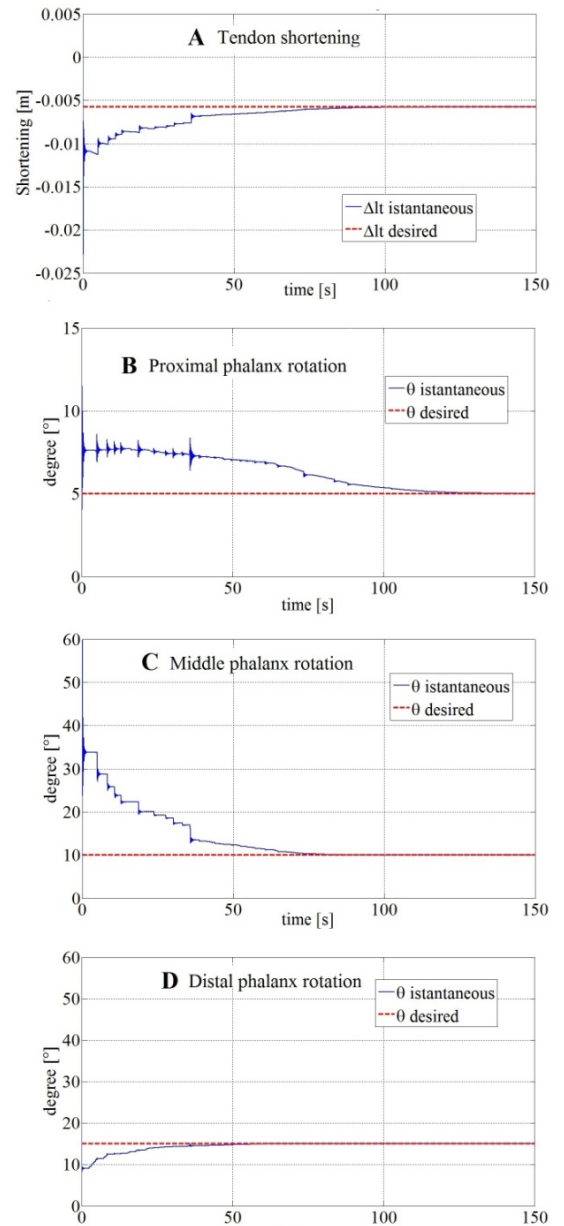 A Tendon shortening
0.005
0
-0.005
-0.01
-0.015
-0.02
-0.025
Shortening [m]
Δlt istantaneous
Δlt desired
0
50
100
150
time [s]
B Proximal phalanx rotation
15
10
5
0
degree [°]
θ istantaneous
θ desired
0
50
100
150
time [s]
C Middle phalanx rotation
60
50
40
30
20
10
0
degree [°]
θ istantaneous
θ desired
0
50
100
150
time [s]
D Distal phalanx rotation
60
50
40
30
20
10
0
degree [°]
θ istantaneous
θ desired
0
50
100
150
time [s]